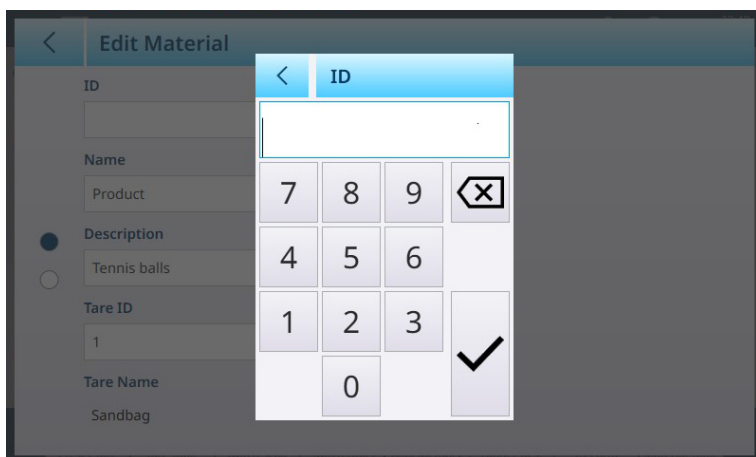 Edit Material
ID
Name
Product
Description
Tennis balls
Tare ID
1
Tare Name
Sandbag
ID
7 8 9
4 5 6
1 2 3
0